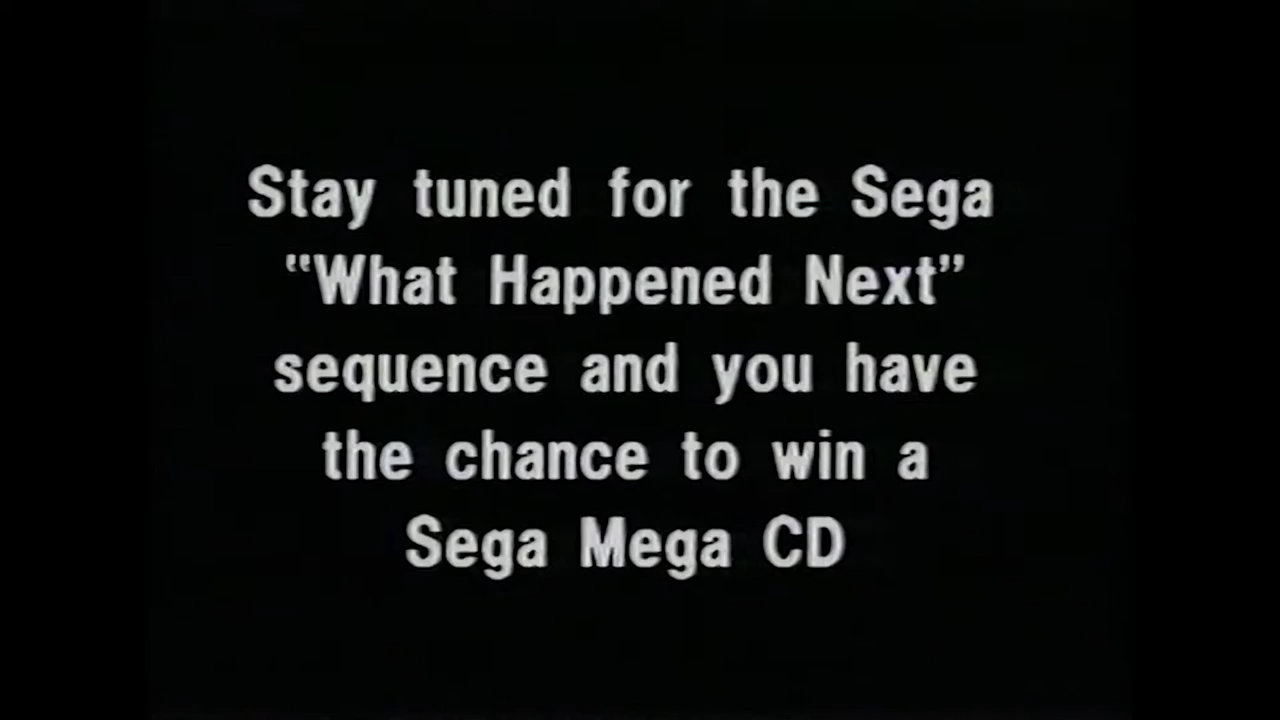 Stay tuned for the Sega
“What Happened Next”
sequence and you have
the chance to win a
Sega Mega CD